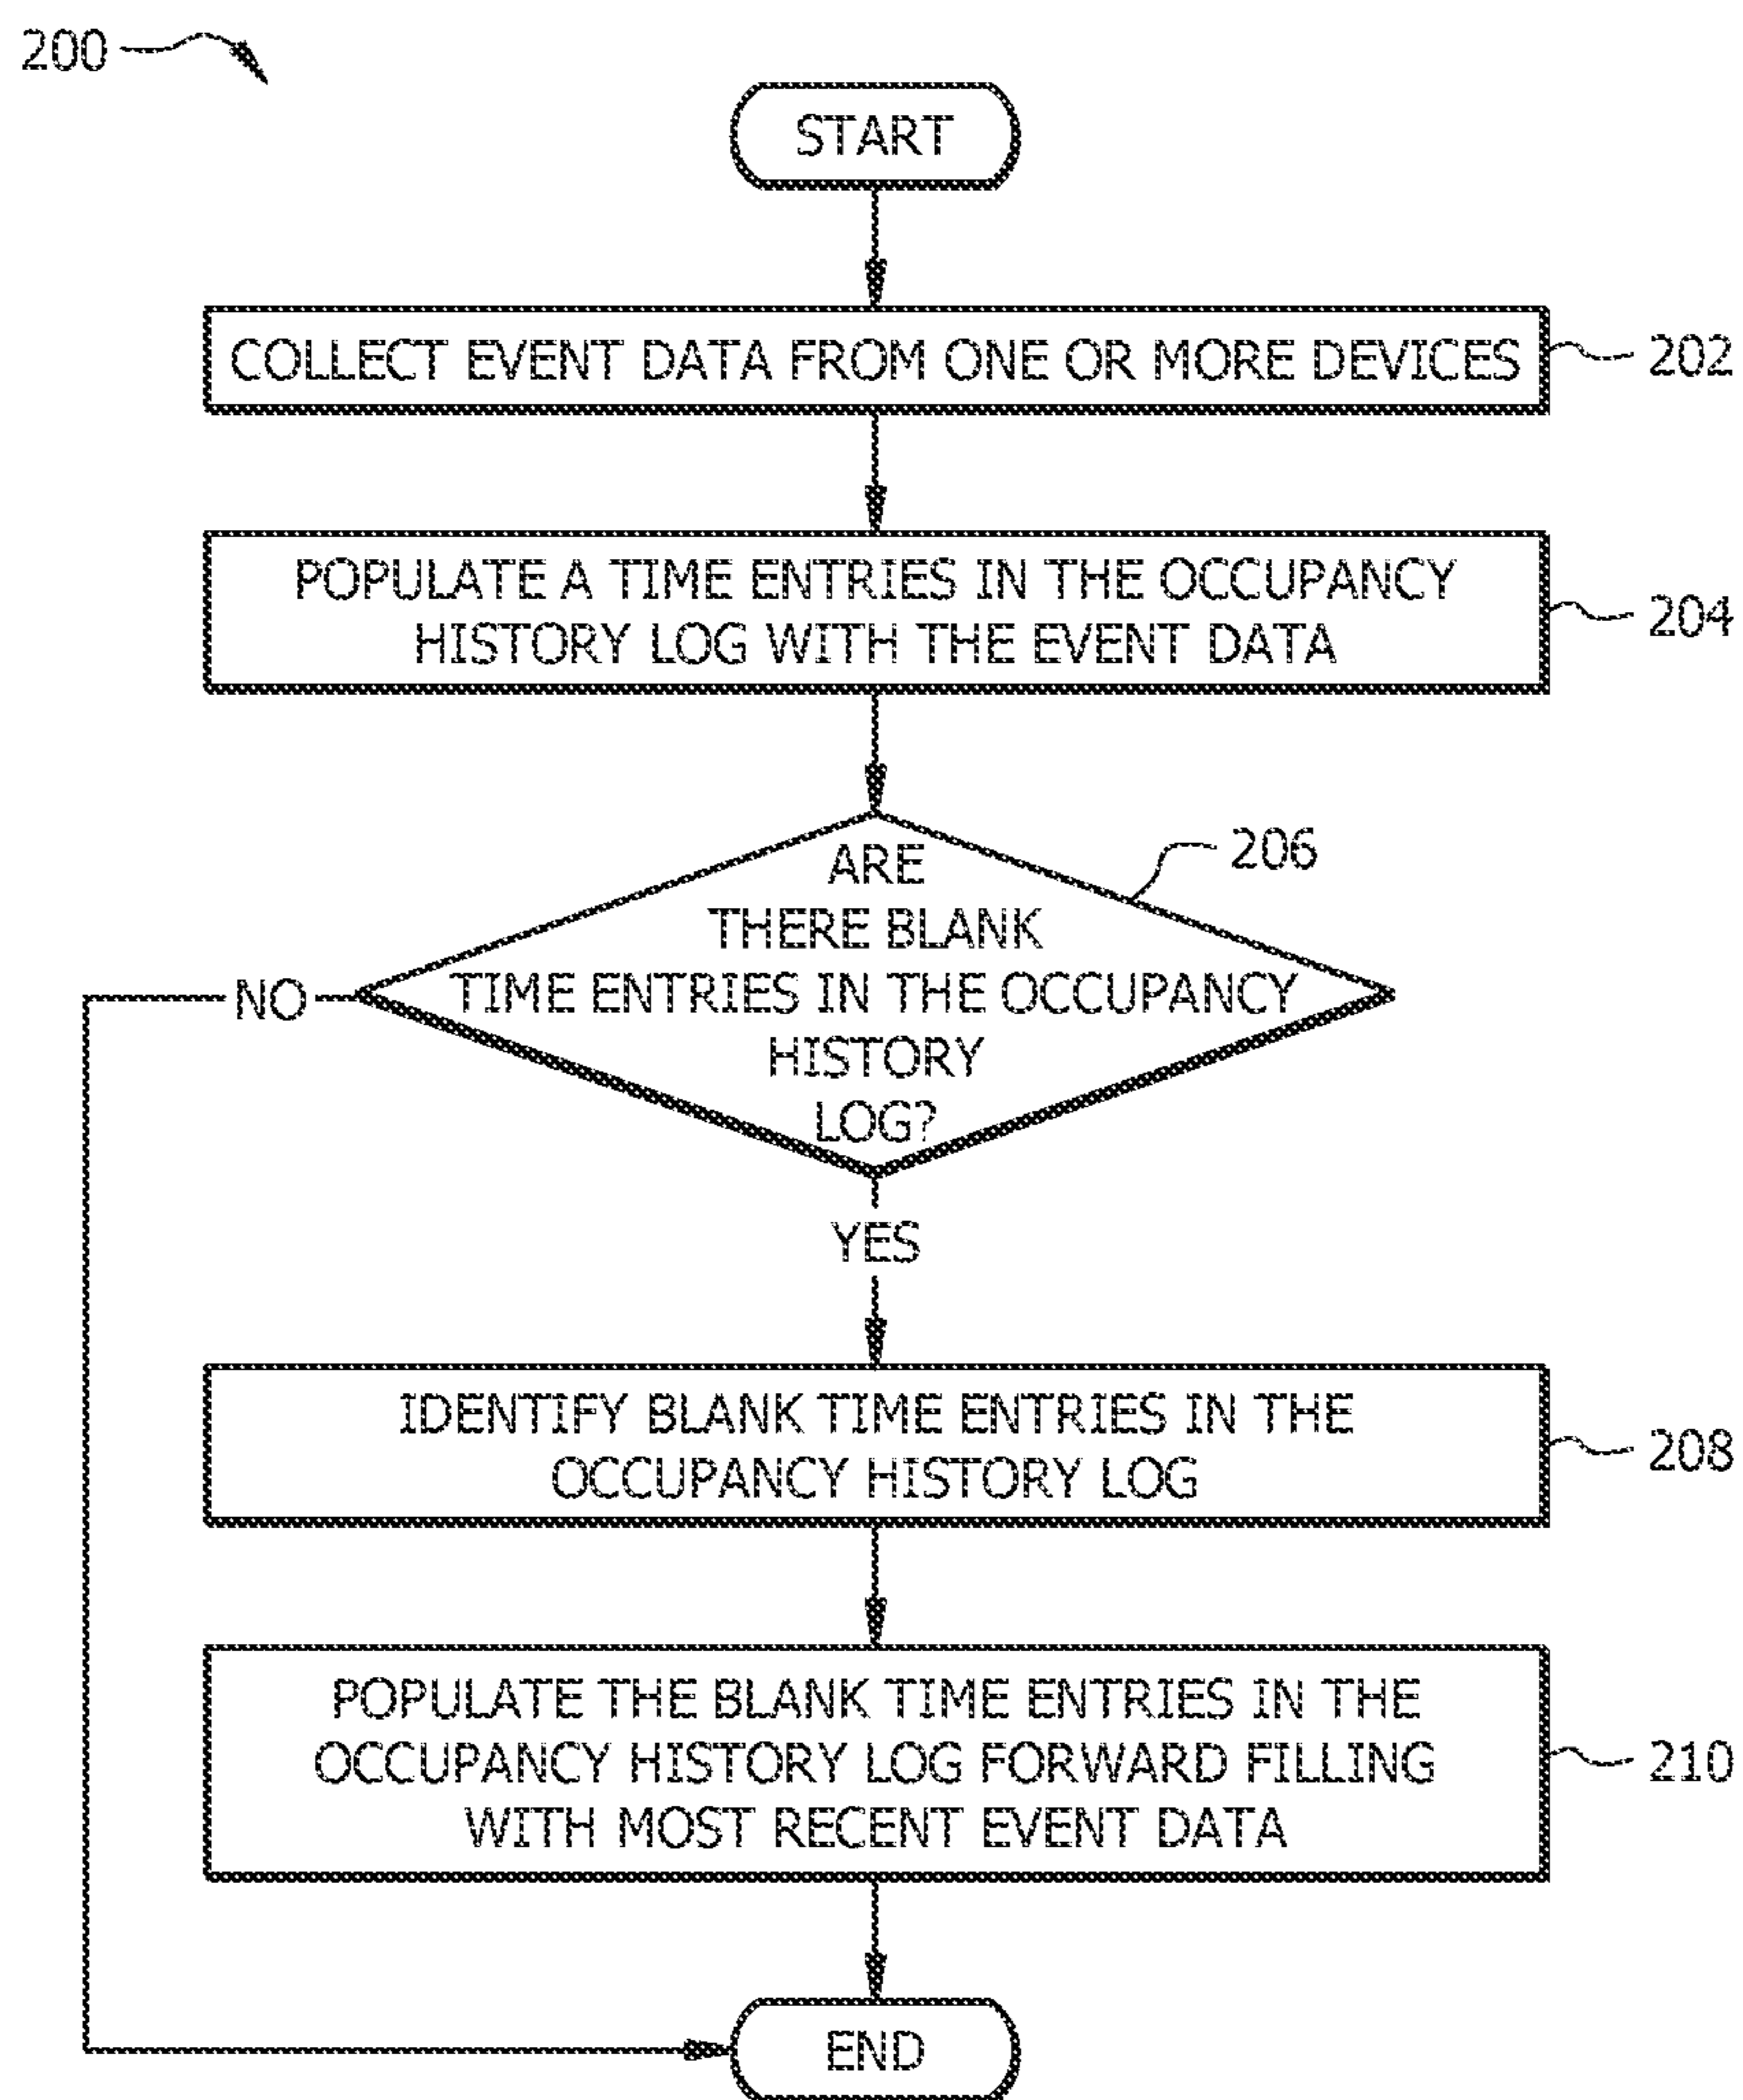 200
START
COLLECT EVENT DATA FROM ONE OR MORE DEVICES
202
POPULATE A TIME ENTRIES IN THE OCCUPANCY
HISTORY LOG WITH THE EVENT DATA
204
ARE
THERE BLANK
TIME ENTRIES IN THE OCCUPANCY
HISTORY
LOG?
206
NO
YES
IDENTIFY BLANK TIME ENTRIES IN THE
OCCUPANCY HISTORY LOG
208
POPULATE THE BLANK TIME ENTRIES IN THE
OCCUPANCY HISTORY LOG FORWARD FILLING
WITH MOST RECENT EVENT DATA
210
END